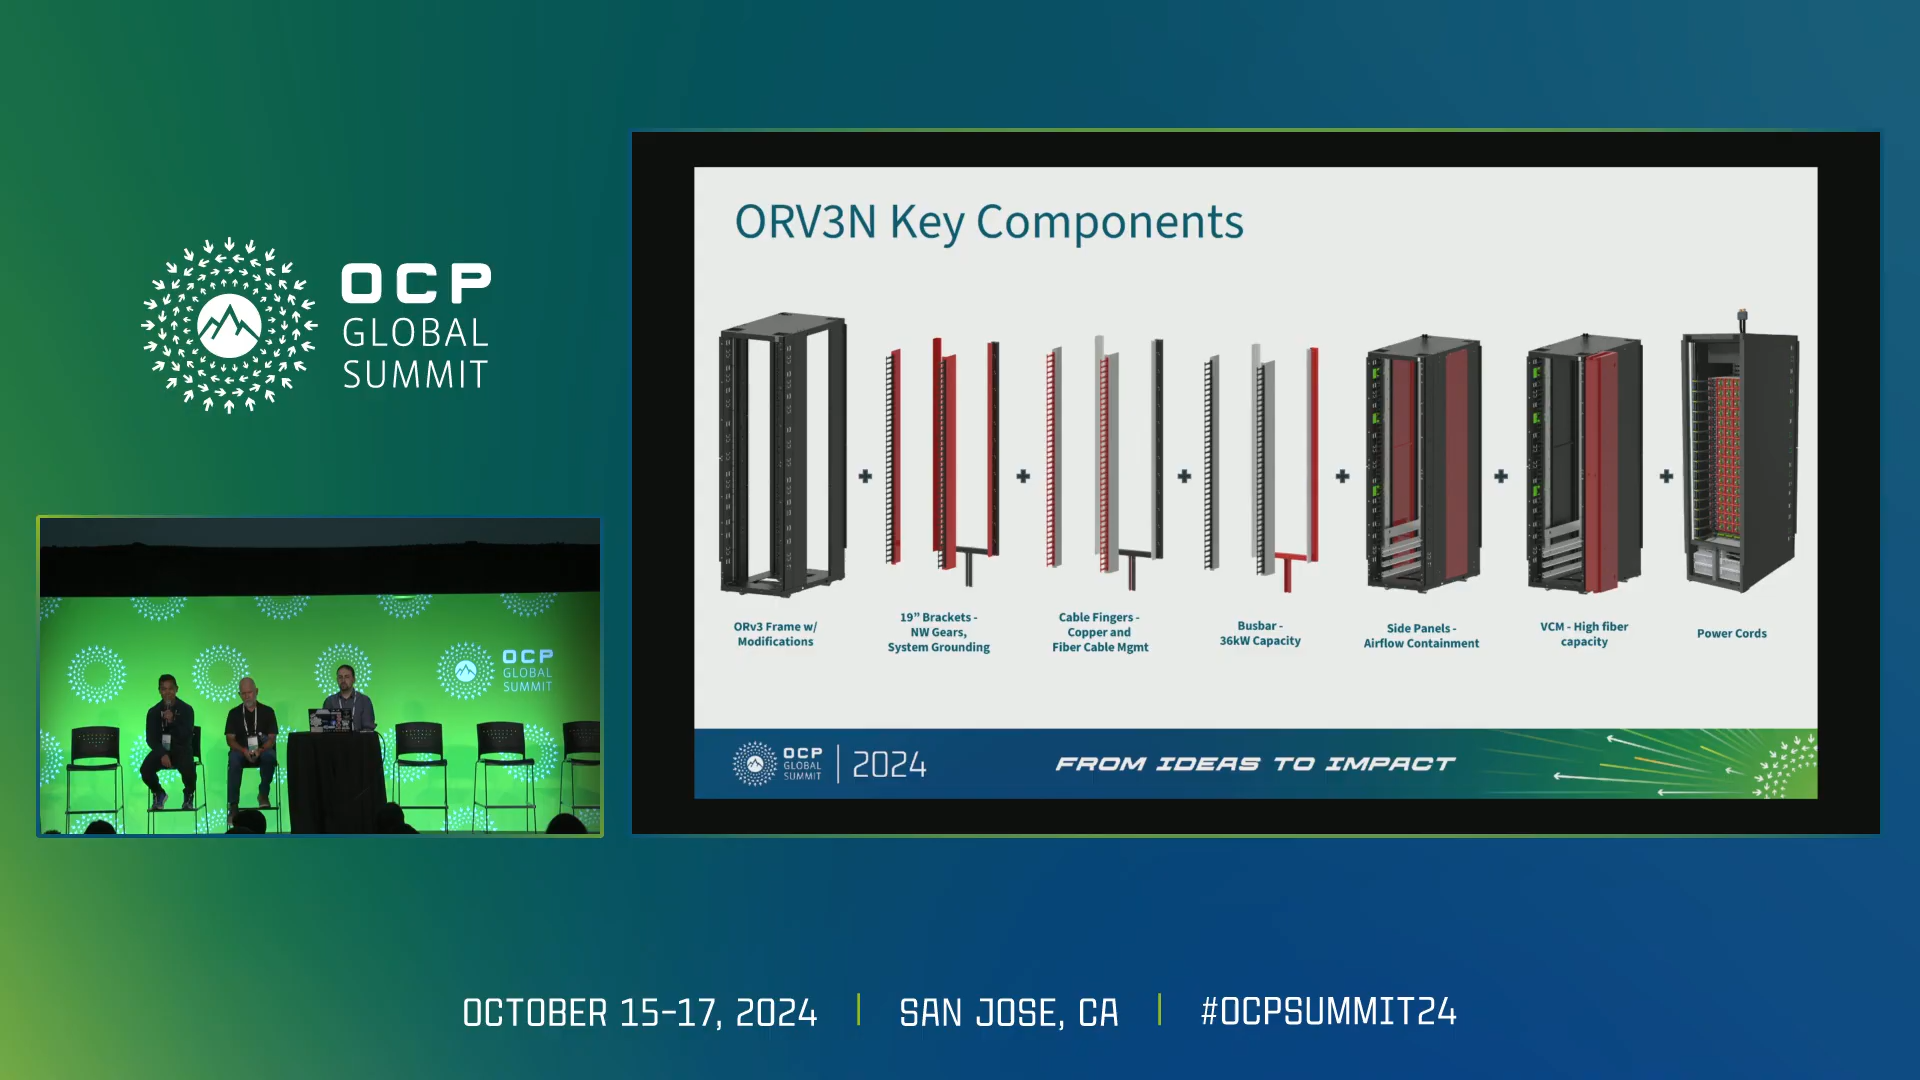 OCP
GLOBAL
SUMMIT
ORV3N Key Components
ORv3 Frame w/
Modifications
19” Brackets -
NW Gears,
System Grounding
Cable Fingers -
Copper and
Fiber Cable Mgmt
Busbar -
36kW Capacity
Side Panels -
Airflow Containment
VCM - High fiber
capacity
Power Cords
OCP
GLOBAL
SUMMIT
2024
FROM IDEAS TO IMPACT
OCP
GLOBAL
SUMMIT
OCTOBER 15-17, 2024 | SAN JOSE, CA | #OCPSUMMIT24